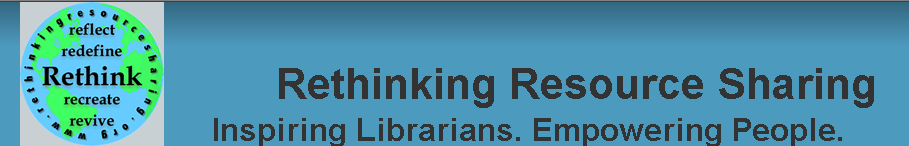 www.rethinkingresourcesharing.org
reflect
redefine
Rethink
recreate
revive
Rethinking Resource Sharing
Inspiring Librarians. Empowering People.